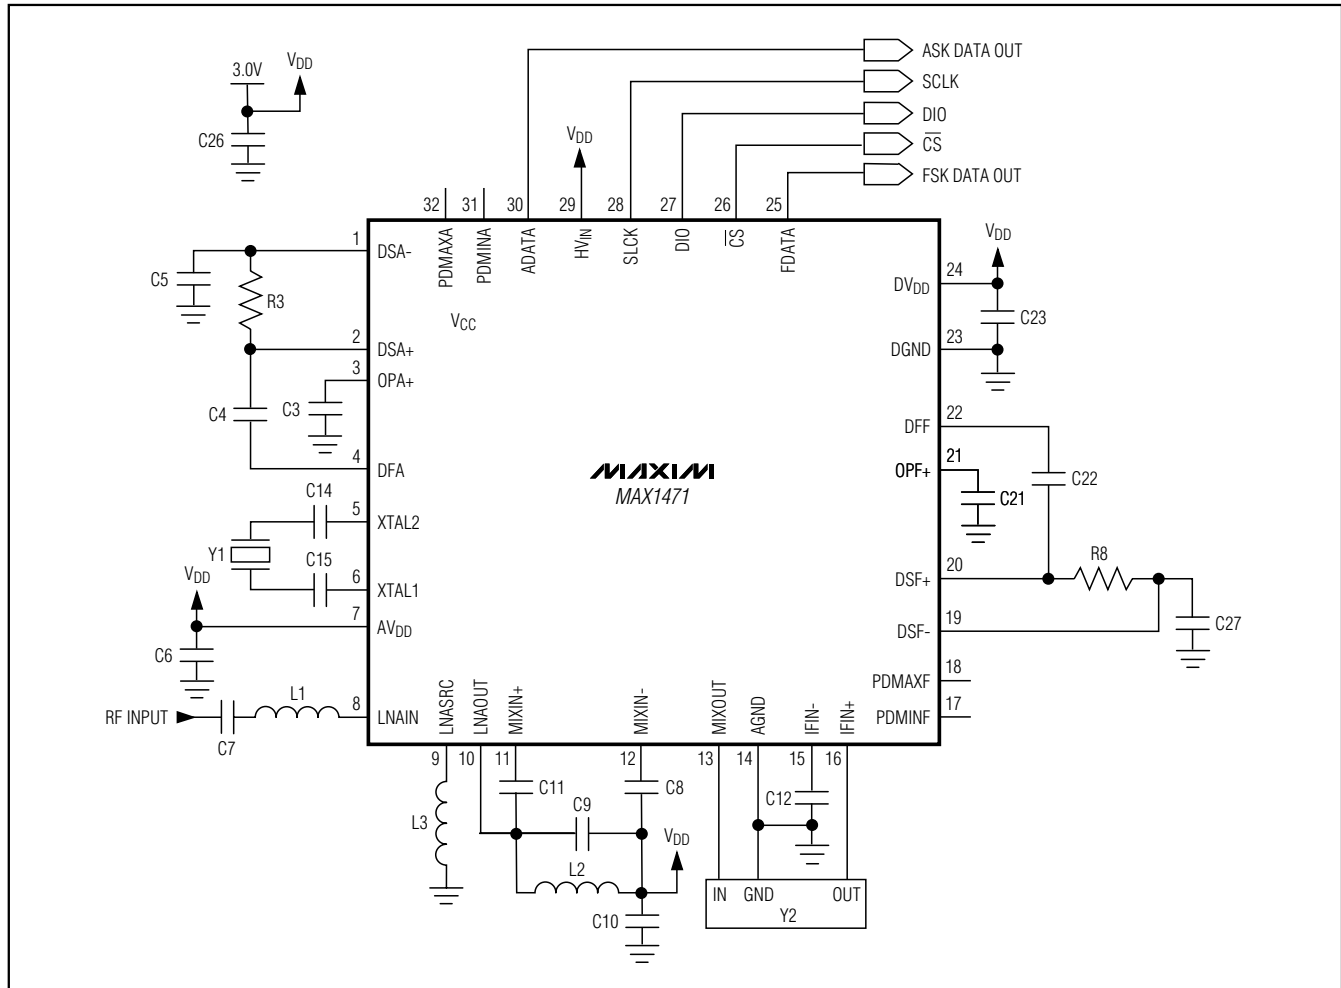 ASK DATA OUT
SCLK
DIO
CS
FSK DATA OUT
3.0V
VDD
C26
VDD
32
31
30
29
28
27
26
25
PDMAXA
PDMINA
ADATA
HVIN
SLCK
DIO
CS
FDATA
VCC
1
DSA-
C5
R3
2
DSA+
3
OPA+
C4
C3
4
DFA
C14
5
XTAL2
Y1
C15
6
XTAL1
VDD
7
AVDD
C6
RF INPUT
C7
L1
8
LNAIN
MAXIM
MAX1471
VDD
24
DVDD
C23
23
DGND
22
DFF
21
OPF+
C22
C21
20
DSF+
R8
19
DSF-
C27
18
PDMAXF
17
PDMINF
LNASRC
LNAOUT
MIXIN+
MIXIN-
MIXOUT
AGND
IFIN-
IFIN+
9
10
11
12
13
14
15
16
L3
C11
C9
C8
C12
VDD
L2
C10
IN
GND
OUT
Y2